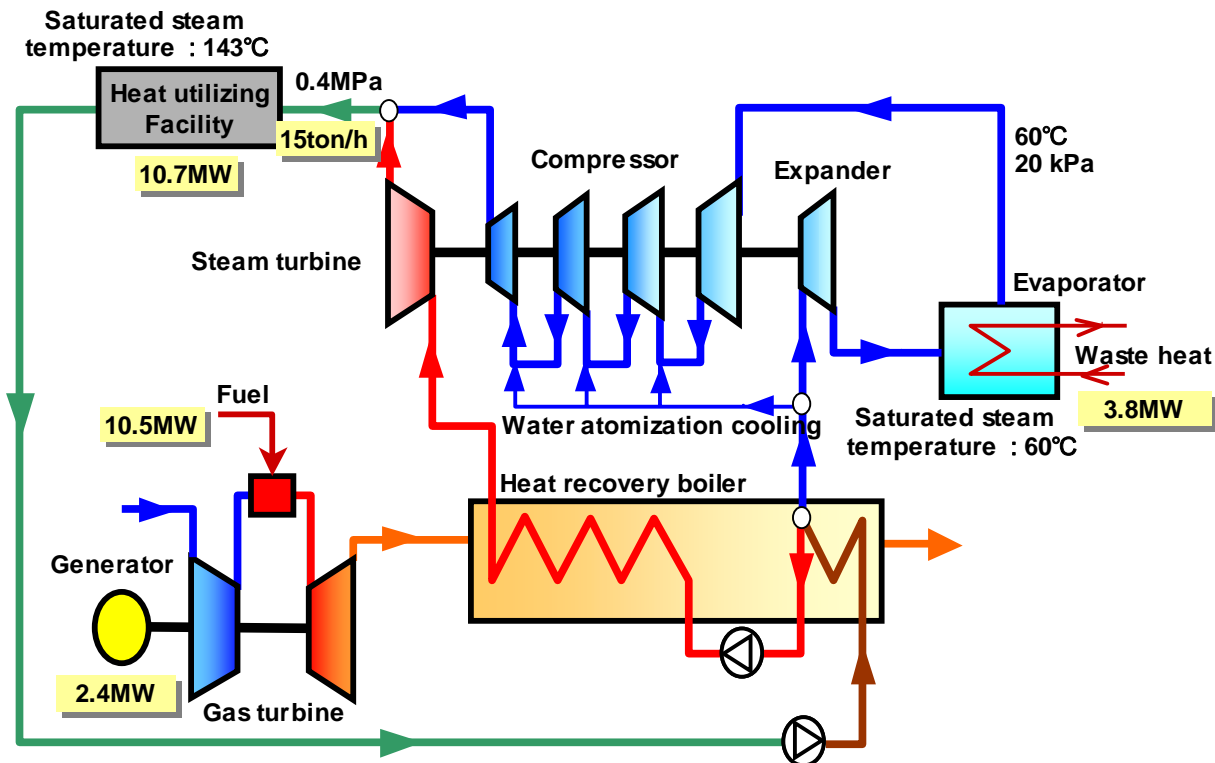 Saturated steam
temperature : 143℃
Heat utilizing
Facility
0.4MPa
15ton/h
10.7MW
Compressor
Expander
60℃
20 kPa
Steam turbine
Evaporator
Waste heat
3.8MW
Saturated steam
temperature : 60℃
Water atomization cooling
Fuel
10.5MW
Heat recovery boiler
Generator
2.4MW
Gas turbine